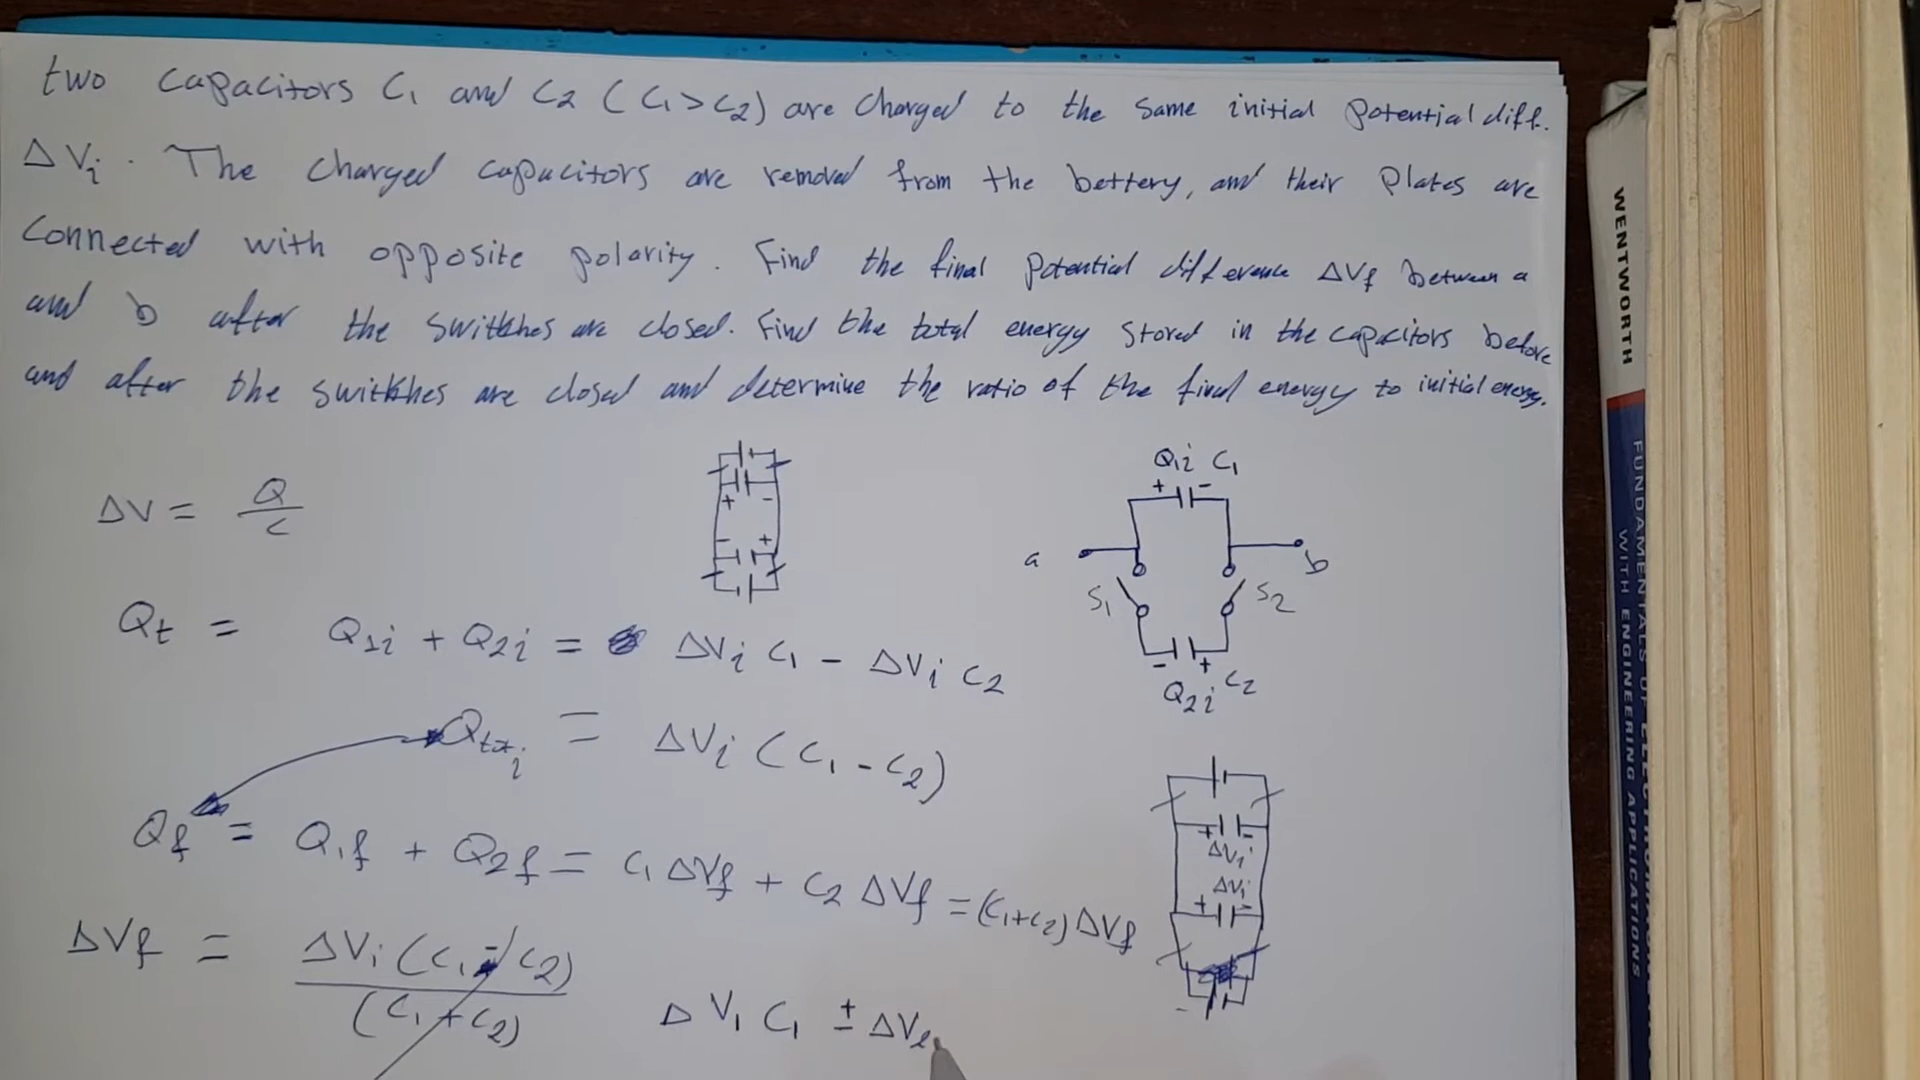 two capacitors C1 and C2 (C1>C2) are charged to the same initial potential diff.
ΔVi. The charged capacitors are removed from the bettery, and their Plates are
Connected with opposite polarity. Find the final potential difference ΔVf between a
and b after the switches are closed. Find the total energy stored in the capacitors before
and after the switches are closed and determine the ratio of the final energy to initial energy.
ΔV = Q/C
+ -
- +
Q1i C1
+ -
a
b
S1 S2
- +
Q2i C2
Qt = Q1i + Q2i = ΔVi C1 - ΔVi C2
Qtoti = ΔVi (C1 - C2)
Qf = Q1f + Q2f = C1 ΔVf + C2 ΔVf = (C1+C2) ΔVf
+ -
ΔVi
ΔVi
+ -
ΔVf = ΔVi (C1 - C2) / (C1 + C2)
ΔV1 C1 ± ΔV2
WENTWORTH
FUNDAMENTALS OF
WITH ENGINEERING APPLICATIONS